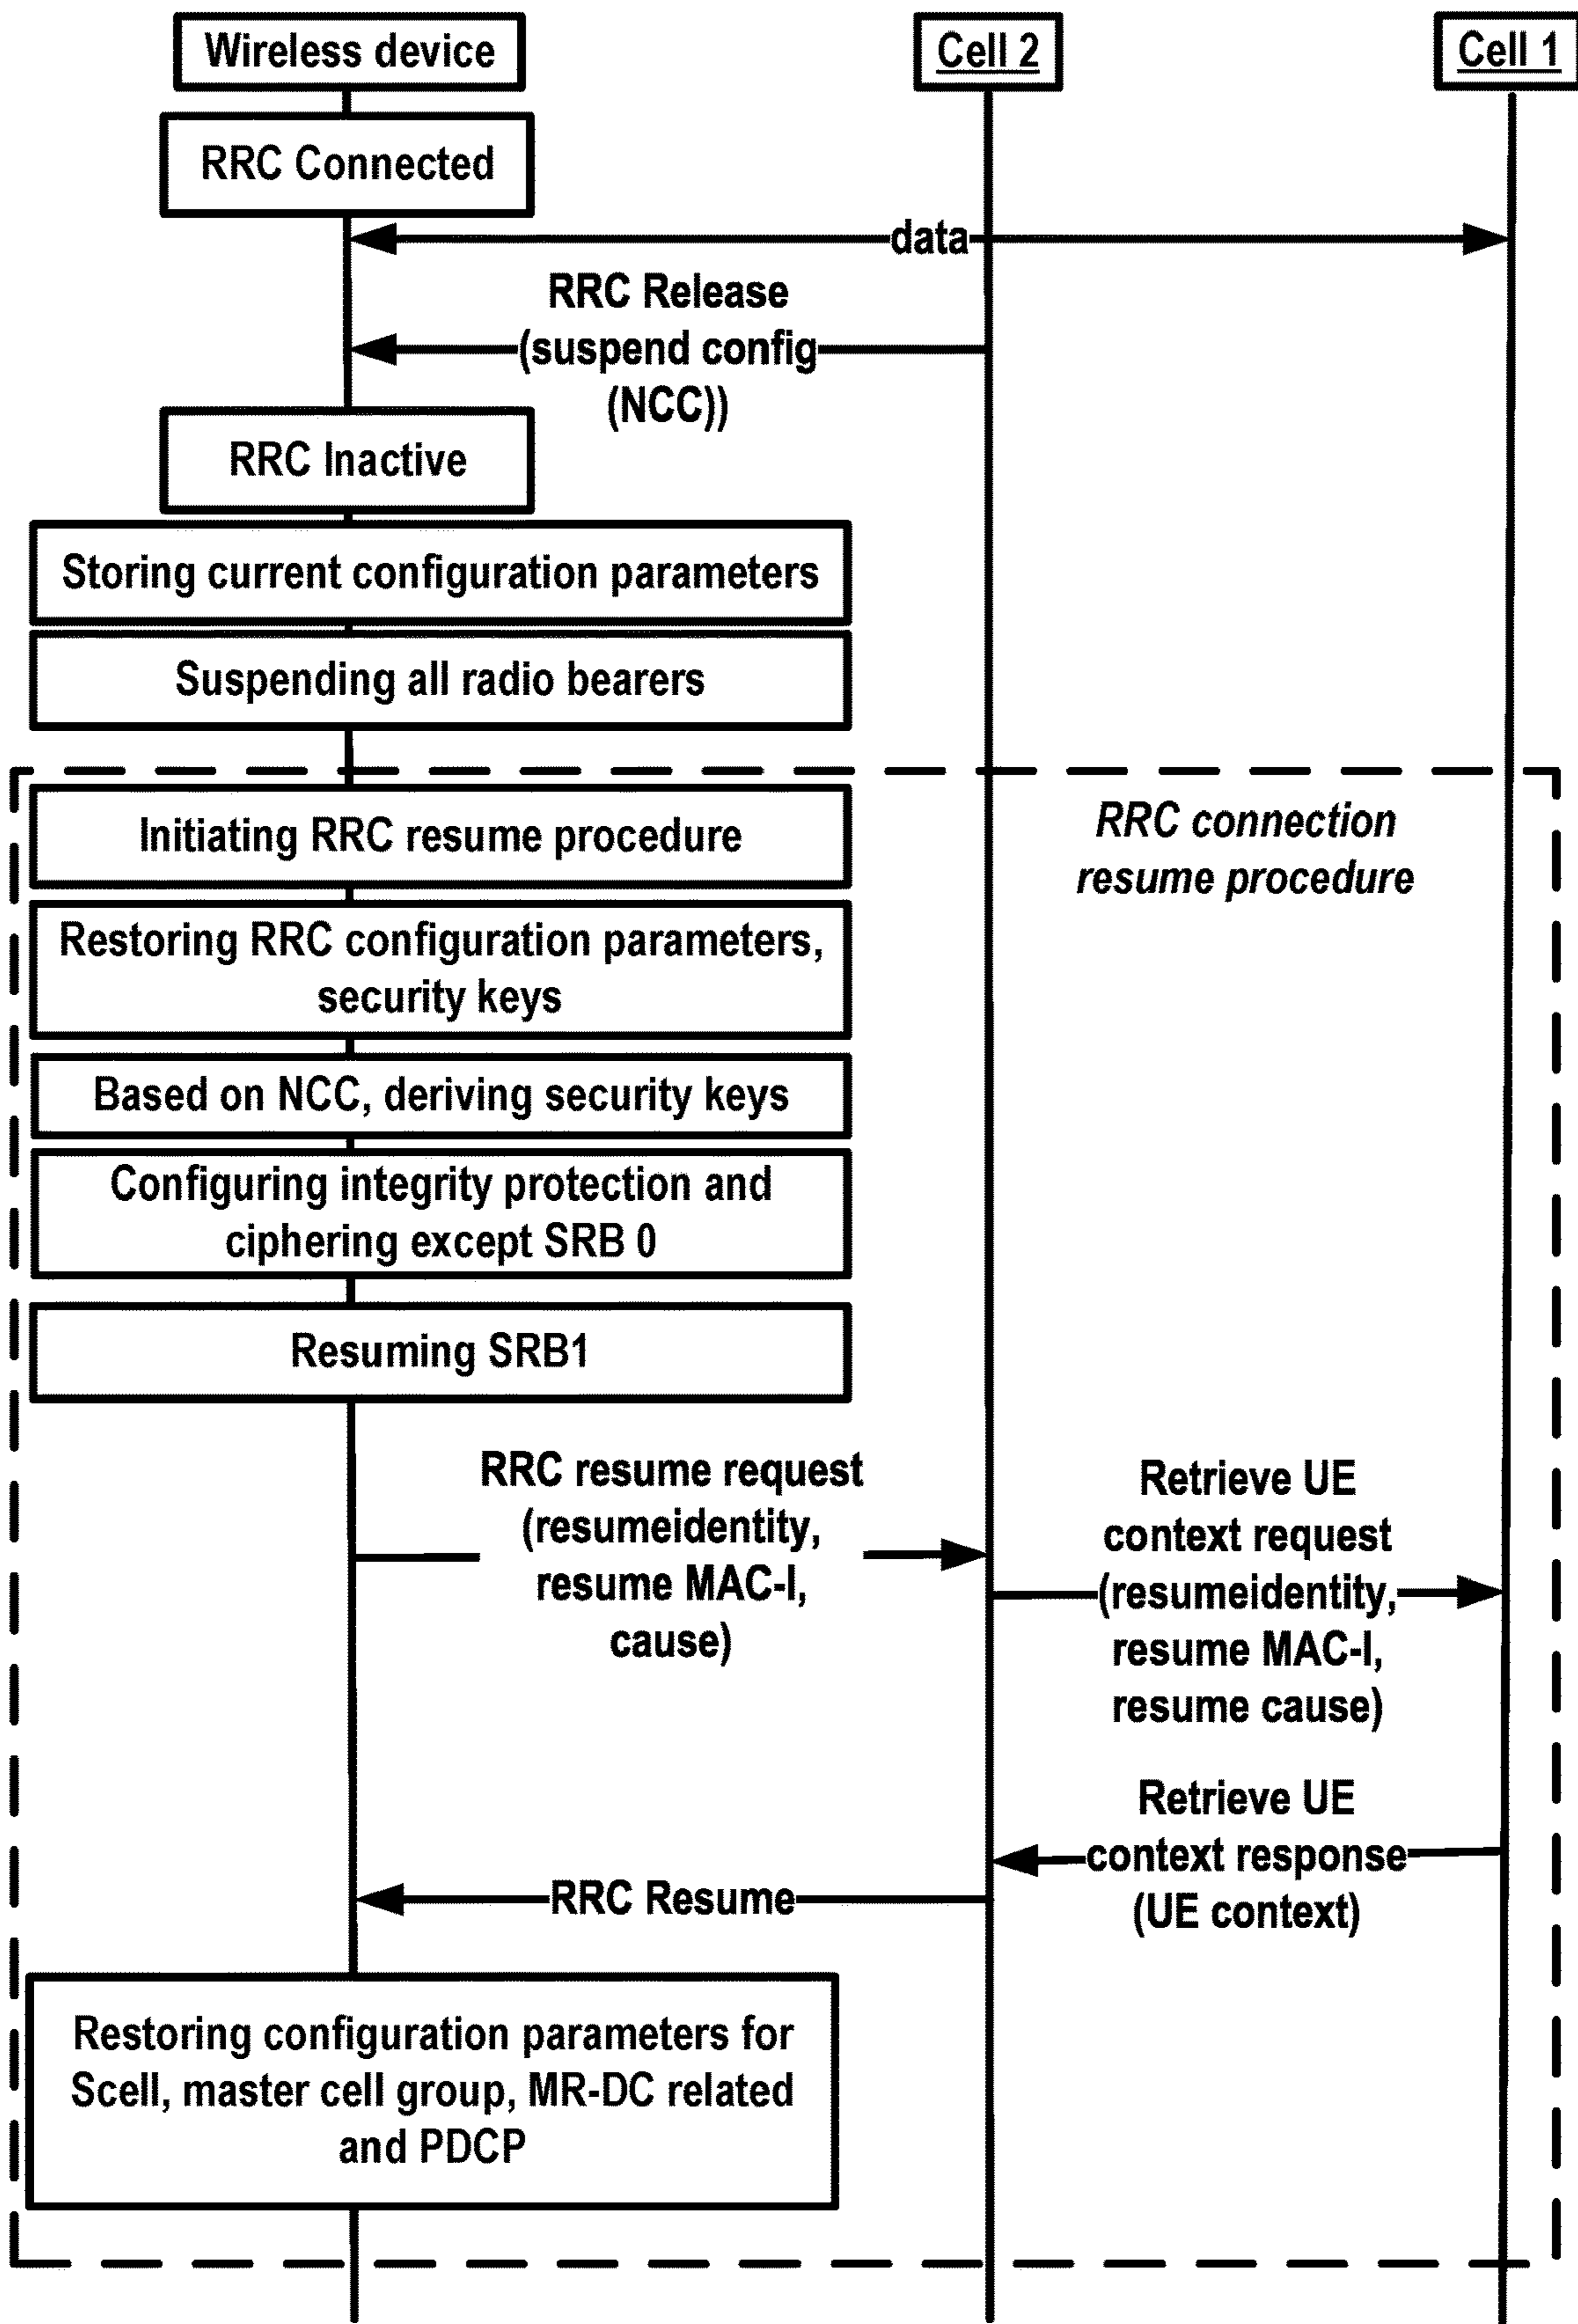 Wireless device
Cell 2
Cell 1
RRC Connected
data
RRC Release
(suspend config
(NCC))
RRC Inactive
Storing current configuration parameters
Suspending all radio bearers
RRC connection
resume procedure
Initiating RRC resume procedure
Restoring RRC configuration parameters,
security keys
Based on NCC, deriving security keys
Configuring integrity protection and
ciphering except SRB 0
Resuming SRB1
RRC resume request
(resumeidentity,
resume MAC-I,
cause)
Retrieve UE
context request
(resumeidentity,
resume MAC-I,
resume cause)
Retrieve UE
context response
(UE context)
RRC Resume
Restoring configuration parameters for
Scell, master cell group, MR-DC related
and PDCP